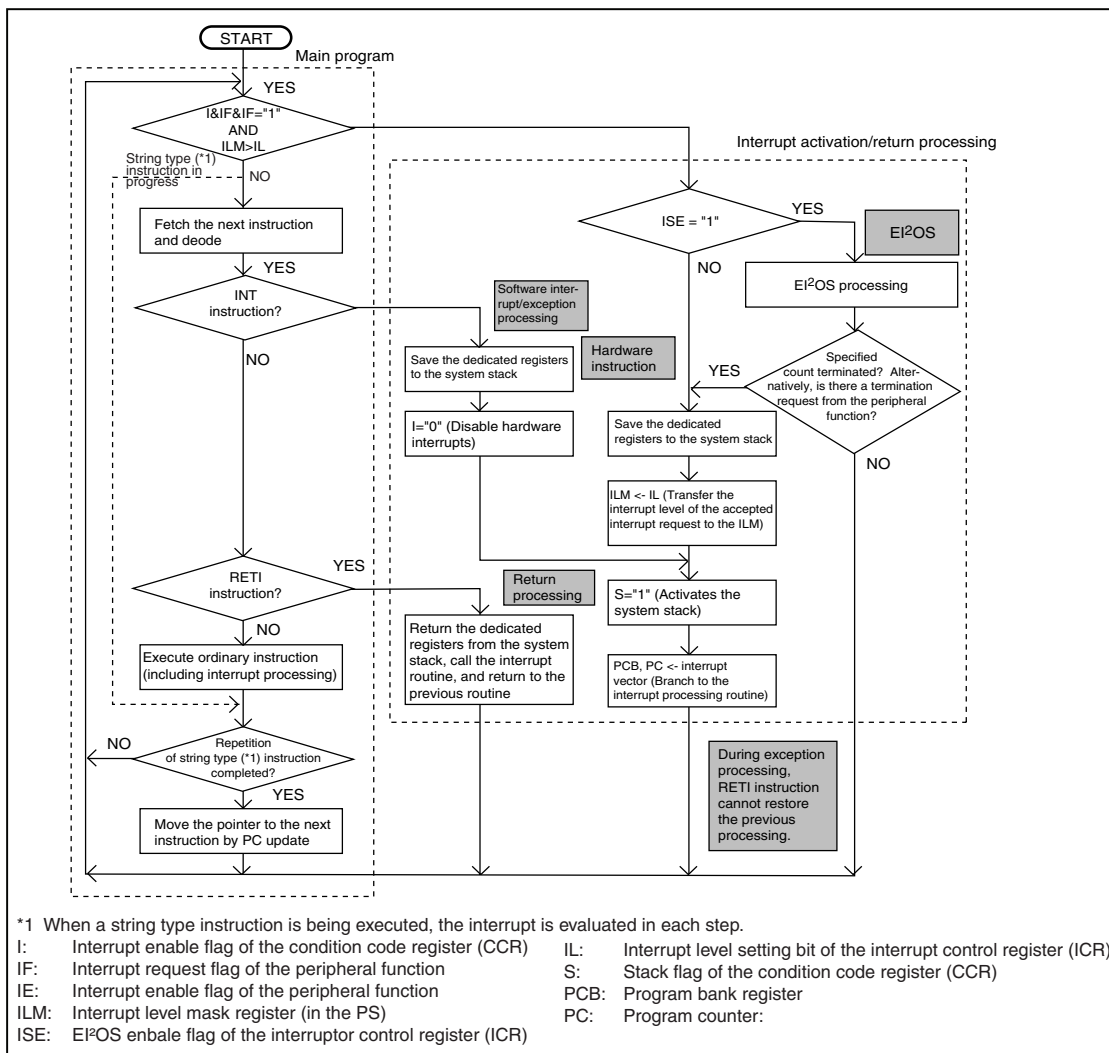 START
Main program
YES
I&IF&IF="1"
AND
ILM>IL
String type (*1)
instruction in
progress
NO
Fetch the next instruction
and deode
YES
INT
instruction?
NO
RETI
instruction?
YES
NO
Execute ordinary instruction
(including interrupt processing)
NO
Repetition
of string type (*1) instruction
completed?
YES
Move the pointer to the next
instruction by PC update
Interrupt activation/return processing
ISE = "1"
YES
NO
EI²OS
EI²OS processing
Specified
count terminated? Alter-
natively, is there a termination
request from the peripheral
function?
YES
NO
Software inter-
rupt/exception
processing
Save the dedicated registers
to the system stack
I="0" (Disable hardware
interrupts)
Hardware
instruction
Save the dedicated
registers to the system stack
ILM <- IL (Transfer the
interrupt level of the accepted
interrupt request to the ILM)
S="1" (Activates the
system stack)
PCB, PC <- interrupt
vector (Branch to the
interrupt processing routine)
Return
processing
Return the dedicated
registers from the system
stack, call the interrupt
routine, and return to the
previous routine
During exception
processing,
RETI instruction
cannot restore
the previous
processing.
*1 When a string type instruction is being executed, the interrupt is evaluated in each step.
I: Interrupt enable flag of the condition code register (CCR)
IF: Interrupt request flag of the peripheral function
IE: Interrupt enable flag of the peripheral function
ILM: Interrupt level mask register (in the PS)
ISE: EI²OS enbale flag of the interruptor control register (ICR)
IL: Interrupt level setting bit of the interrupt control register (ICR)
S: Stack flag of the condition code register (CCR)
PCB: Program bank register
PC: Program counter: